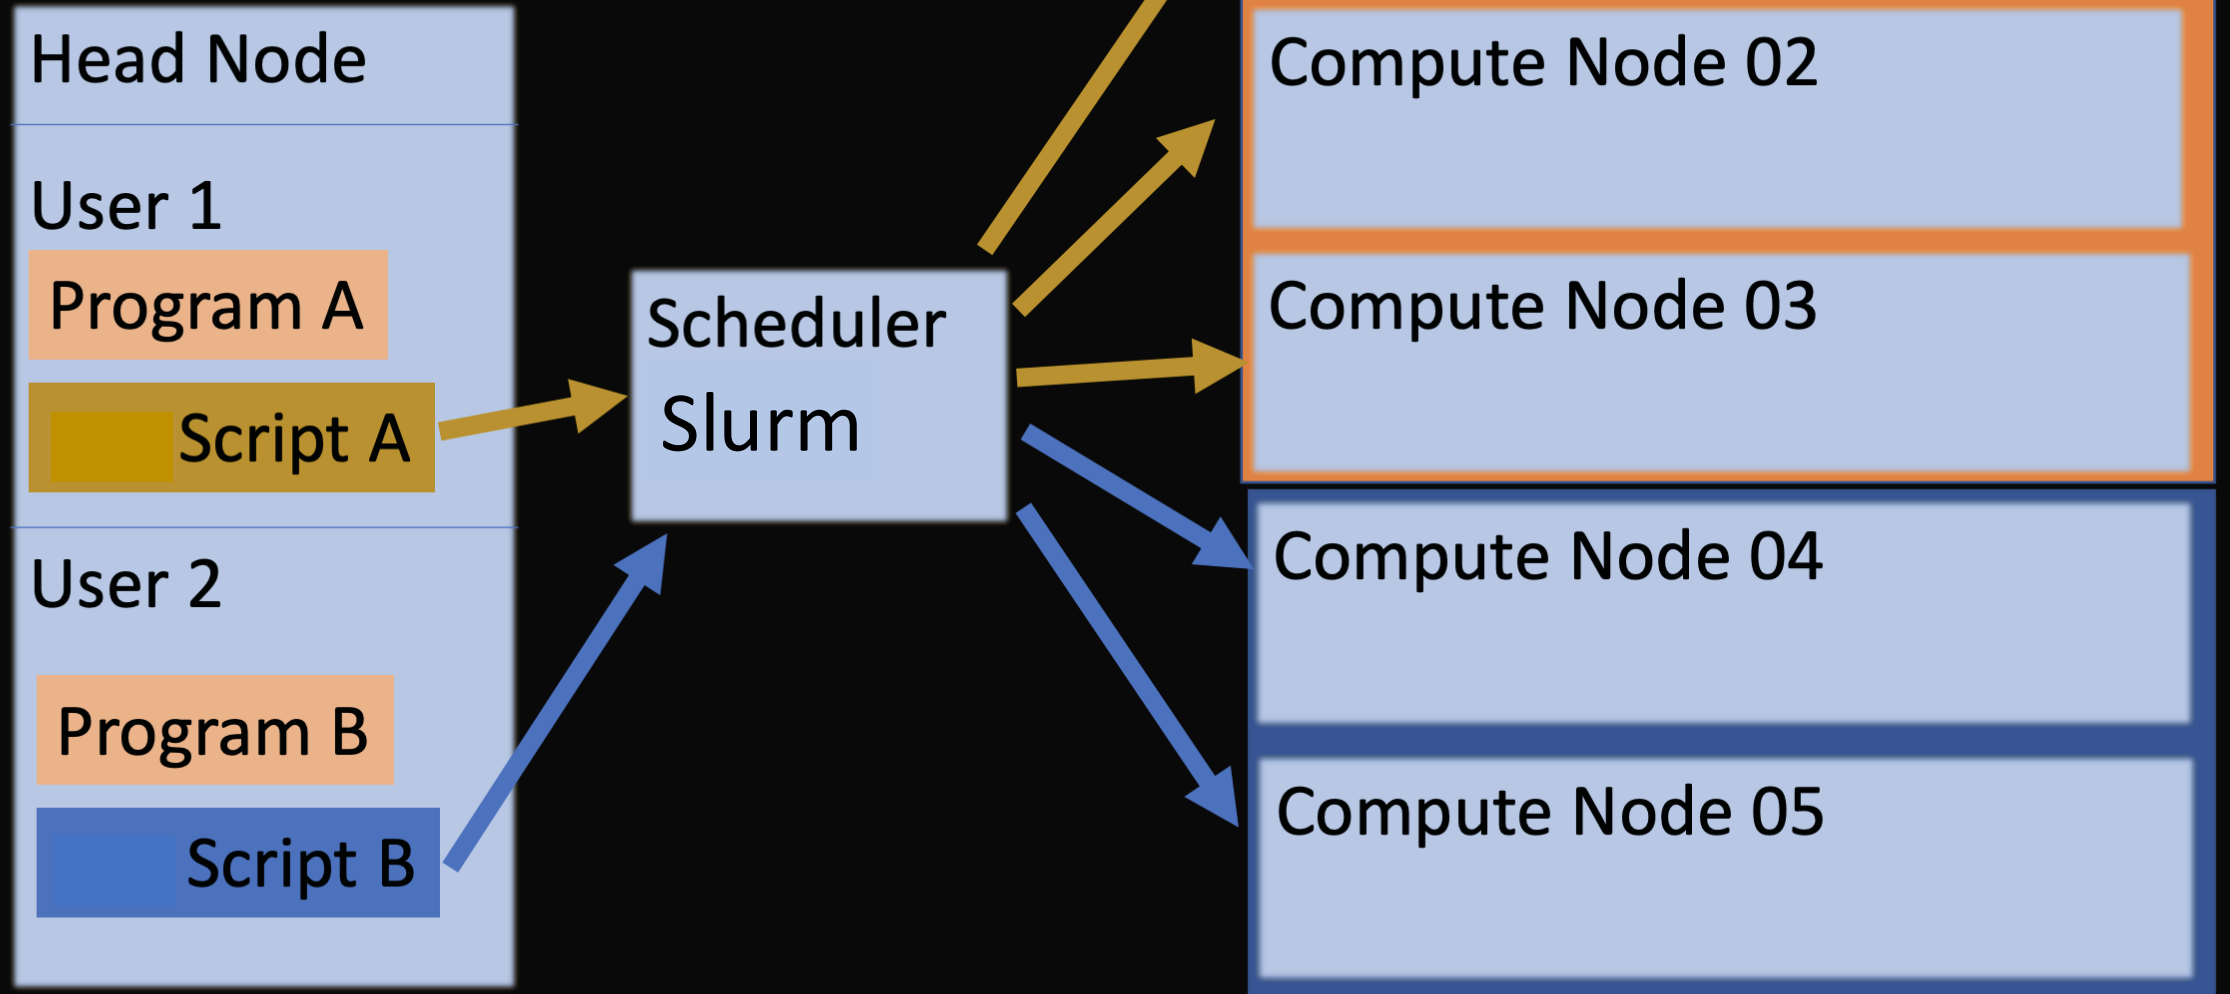 Head Node
User 1
Program A
Script A
User 2
Program B
Script B
Scheduler
Slurm
Compute Node 02
Compute Node 03
Compute Node 04
Compute Node 05